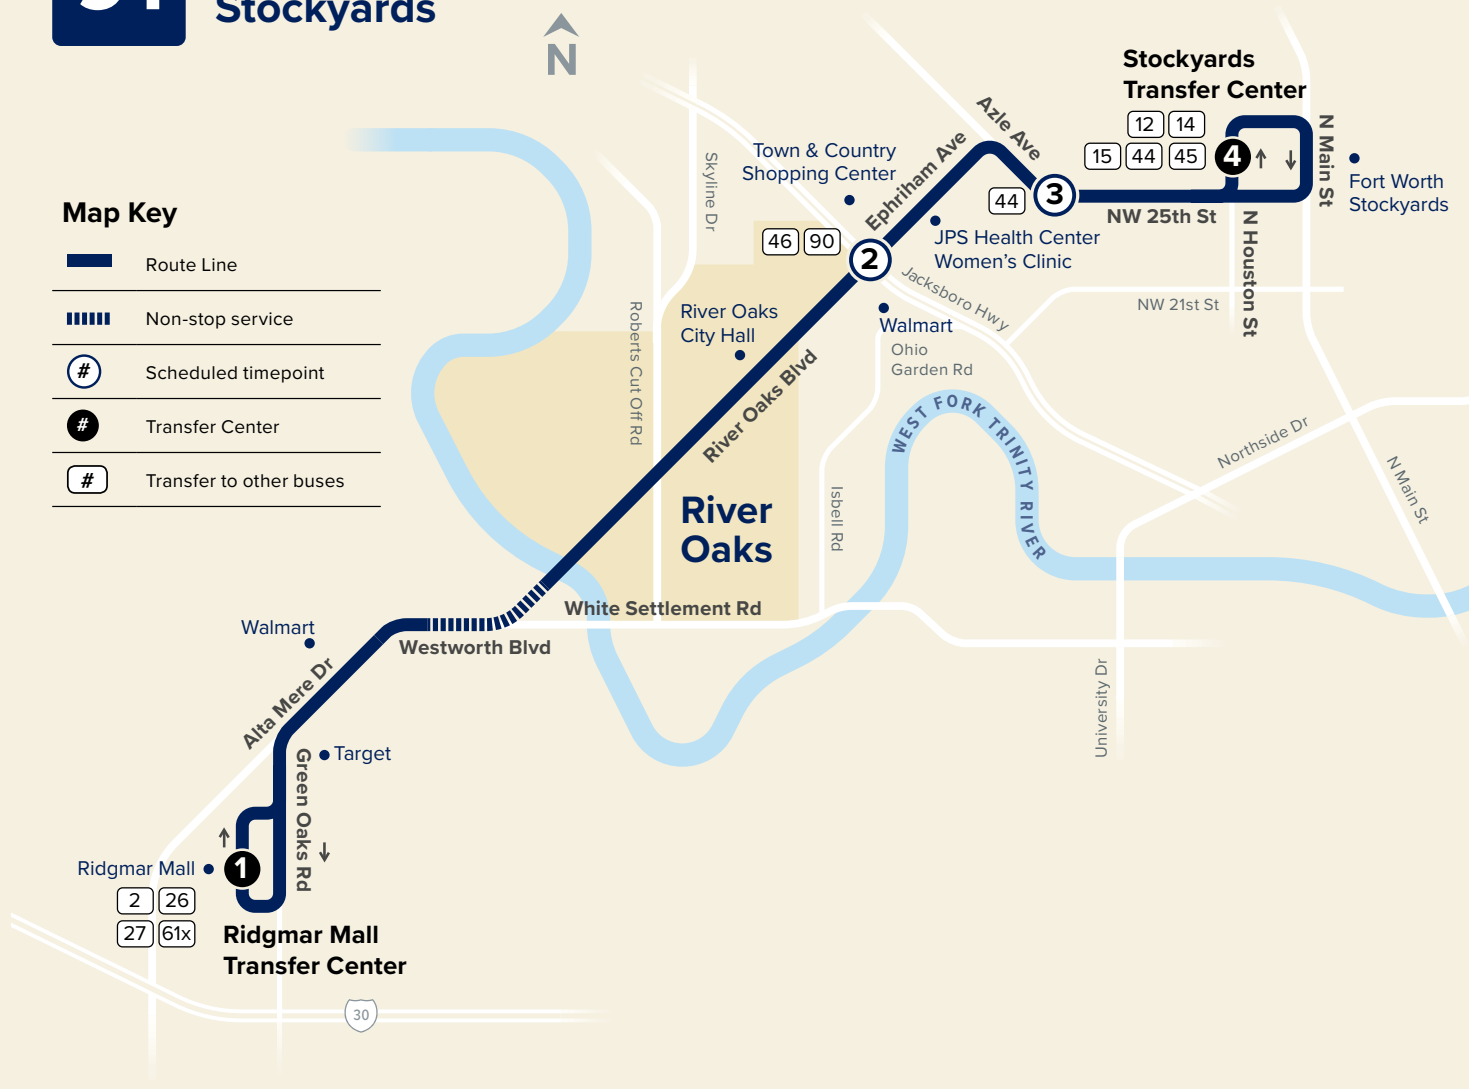 Stockyards
N
Map Key
Route Line
Non-stop service
# Scheduled timepoint
# Transfer Center
# Transfer to other buses
Stockyards
Transfer Center
12 14
15 44 45
4
N Main St
Fort Worth
Stockyards
Azle Ave
Ephriham Ave
Town & Country
Shopping Center
Skyline Dr
44
3
NW 25th St
N Houston St
46 90
2
JPS Health Center
Women’s Clinic
Jacksboro Hwy
NW 21st St
River Oaks
City Hall
Roberts Cut Off Rd
Walmart
Ohio
Garden Rd
River Oaks Blvd
WEST FORK TRINITY RIVER
Northside Dr
N Main St
River
Oaks
Isbell Rd
White Settlement Rd
Westworth Blvd
Walmart
Alta Mere Dr
University Dr
Target
Green Oaks Rd
Ridgmar Mall
1
2 26
27 61x
Ridgmar Mall
Transfer Center
30